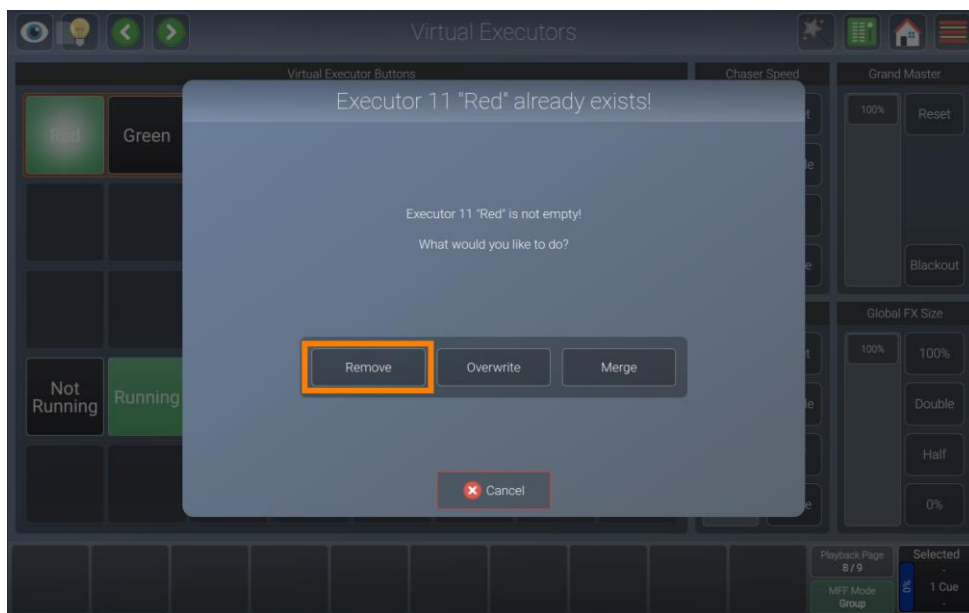 Virtual Executors
Virtual Executor Buttons
Chaser Speed
Grand Master
Executor 11 "Red" already exists!
Red
Green
100%
Reset
Executor 11 "Red" is not empty!
What would you like to do?
Blackout
Global FX Size
Remove
Overwrite
Merge
100%
100%
Not
Running
Running
Double
Half
Cancel
0%
Playback Page
8/9
MFF Mode
Group
0%
Selected
-
1 Cue
-